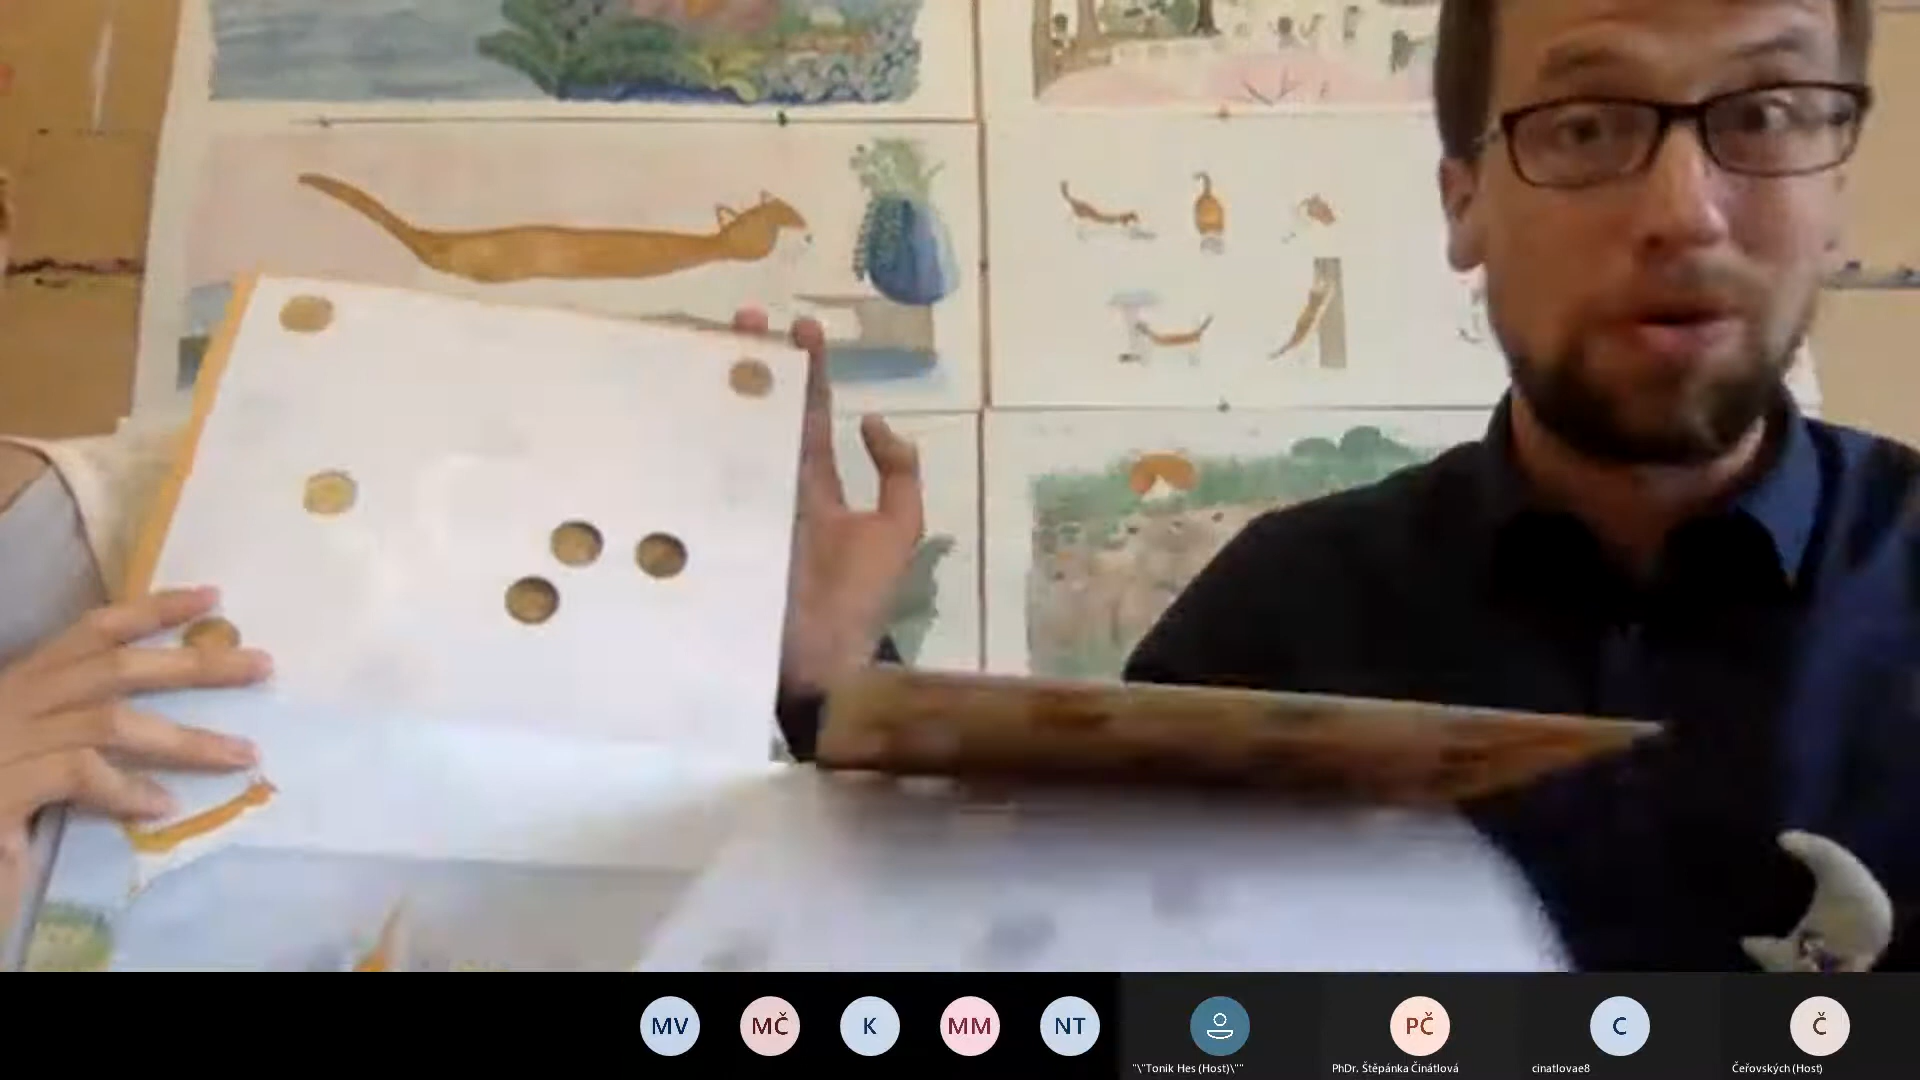 MV
MČ
K
MM
NT
PČ
C
Č
"\"Tonik Hes (Host)\""
PhDr. Štěpánka Činátlová
cinatlovae8
Čeřovských (Host)